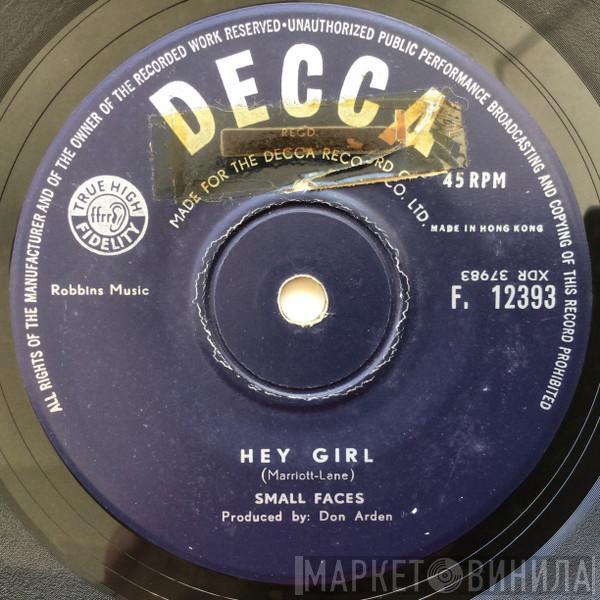 ALL RIGHTS OF THE MANUFACTURER AND OF THE OWNER OF THE RECORDED WORK RESERVED•UNAUTHORIZED PUBLIC PERFORMANCE BROADCASTING AND COPYING OF THIS RECORD PROHIBITED
DECCA
REGD.
MADE FOR THE DECCA RECORD CO. LTD.
45 RPM
TRUE HIGH
ffrr
FIDELITY
MADE IN HONG KONG
XDR 37983
Robbins Music
F. 12393
HEY GIRL
(Marriott-Lane)
SMALL FACES
Produced by: Don Arden
МАРКЕТ ВИНИЛА